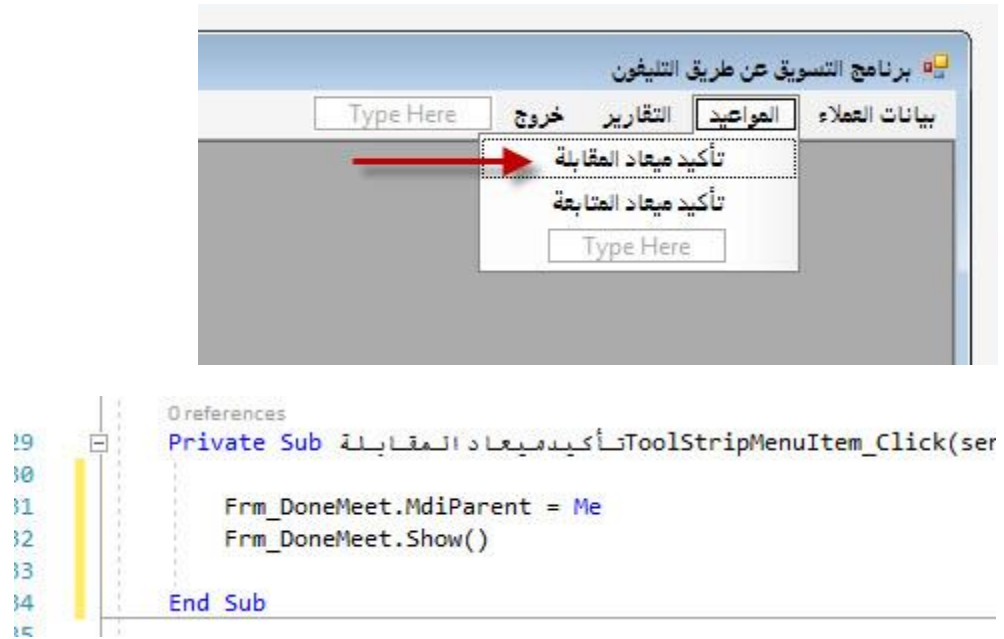 برنامج التسويق عن طريق التليفون
بيانات العملاء المواعيد التقارير خروج Type Here
تأكيد ميعاد المقابلة
تأكيد ميعاد المتابعة
Type Here
0 references
29 Private Sub تأكيدميعادالمقابلةToolStripMenuItem_Click(ser
30
31 Frm_DoneMeet.MdiParent = Me
32 Frm_DoneMeet.Show()
33
34 End Sub
35